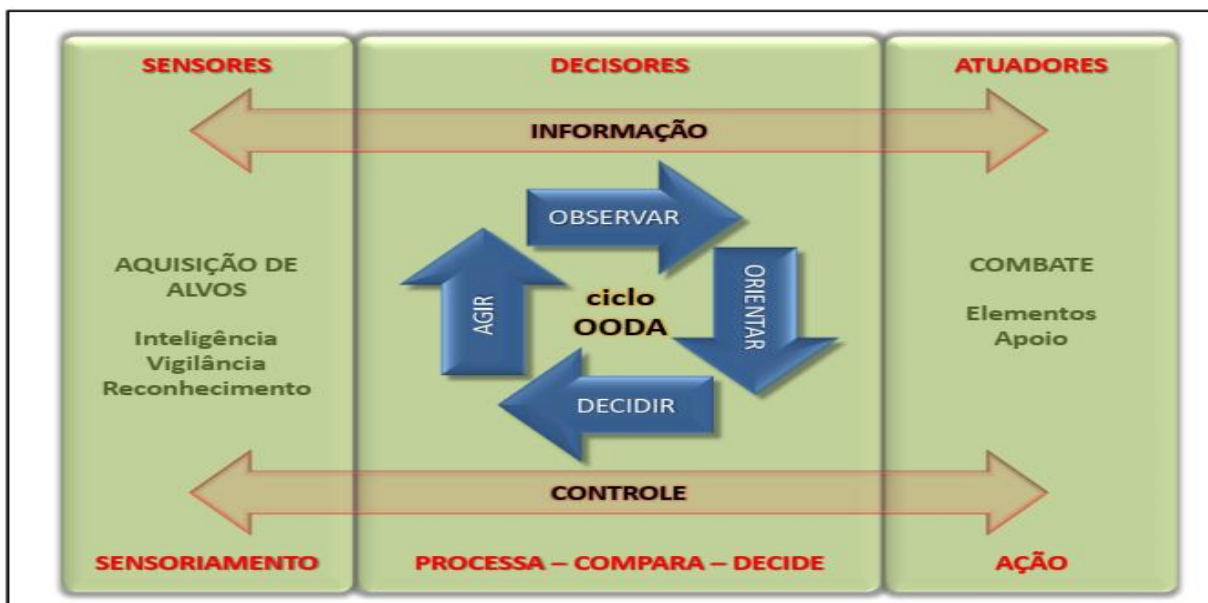 SENSORES
DECISORES
ATUADORES
INFORMAÇÃO
OBSERVAR
AQUISIÇÃO DE
ALVOS
Inteligência
Vigilância
Reconhecimento
AGIR
ciclo
OODA
ORIENTAR
DECIDIR
COMBATE
Elementos
Apoio
CONTROLE
SENSORIAMENTO
PROCESSA – COMPARA – DECIDE
AÇÃO